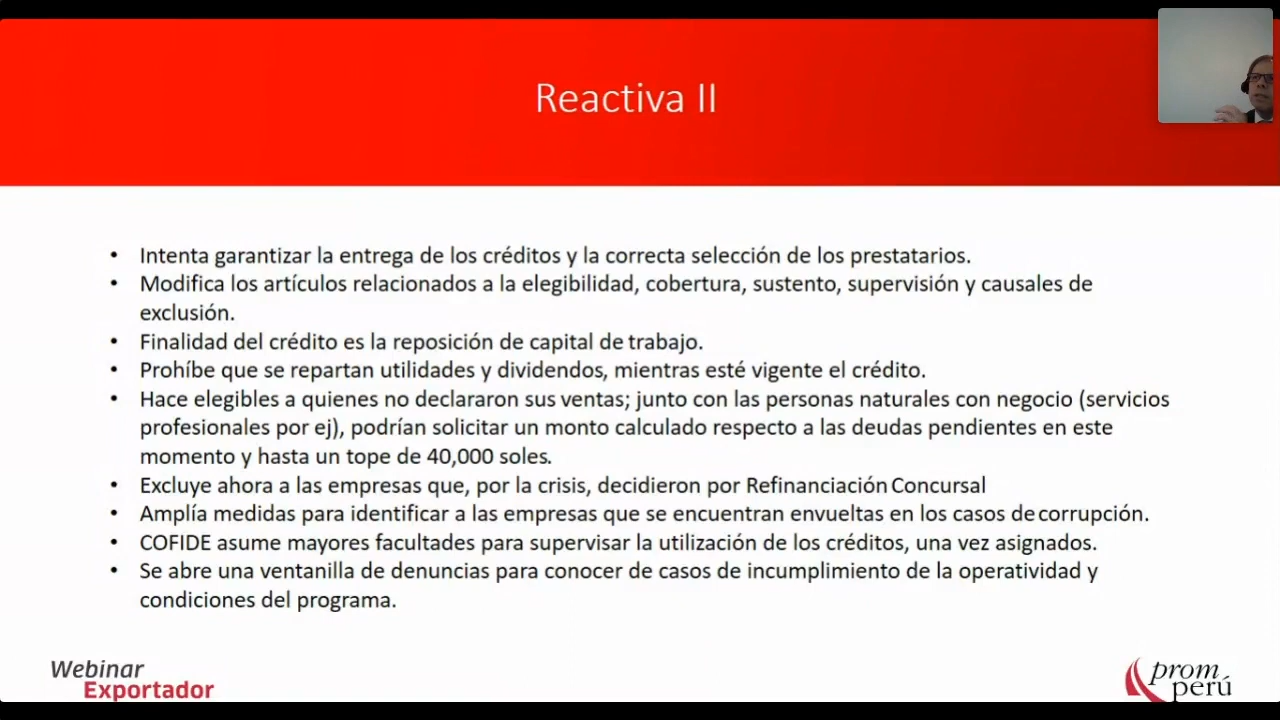 Reactiva II
• Intenta garantizar la entrega de los créditos y la correcta selección de los prestatarios.
• Modifica los artículos relacionados a la elegibilidad, cobertura, sustento, supervisión y causales de
exclusión.
• Finalidad del crédito es la reposición de capital de trabajo.
• Prohíbe que se repartan utilidades y dividendos, mientras esté vigente el crédito.
• Hace elegibles a quienes no declararon sus ventas; junto con las personas naturales con negocio (servicios
profesionales por ej), podrían solicitar un monto calculado respecto a las deudas pendientes en este
momento y hasta un tope de 40,000 soles.
• Excluye ahora a las empresas que, por la crisis, decidieron por Refinanciación Concursal
• Amplía medidas para identificar a las empresas que se encuentran envueltas en los casos de corrupción.
• COFIDE asume mayores facultades para supervisar la utilización de los créditos, una vez asignados.
• Se abre una ventanilla de denuncias para conocer de casos de incumplimiento de la operatividad y
condiciones del programa.
Webinar
Exportador
prom
perú